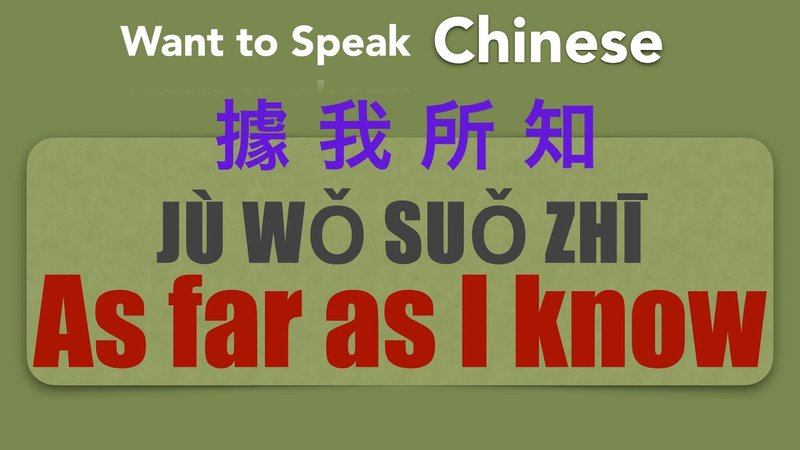 Want to Speak Chinese
據我所知
JÙ WǑ SUǑ ZHĪ
As far as I know